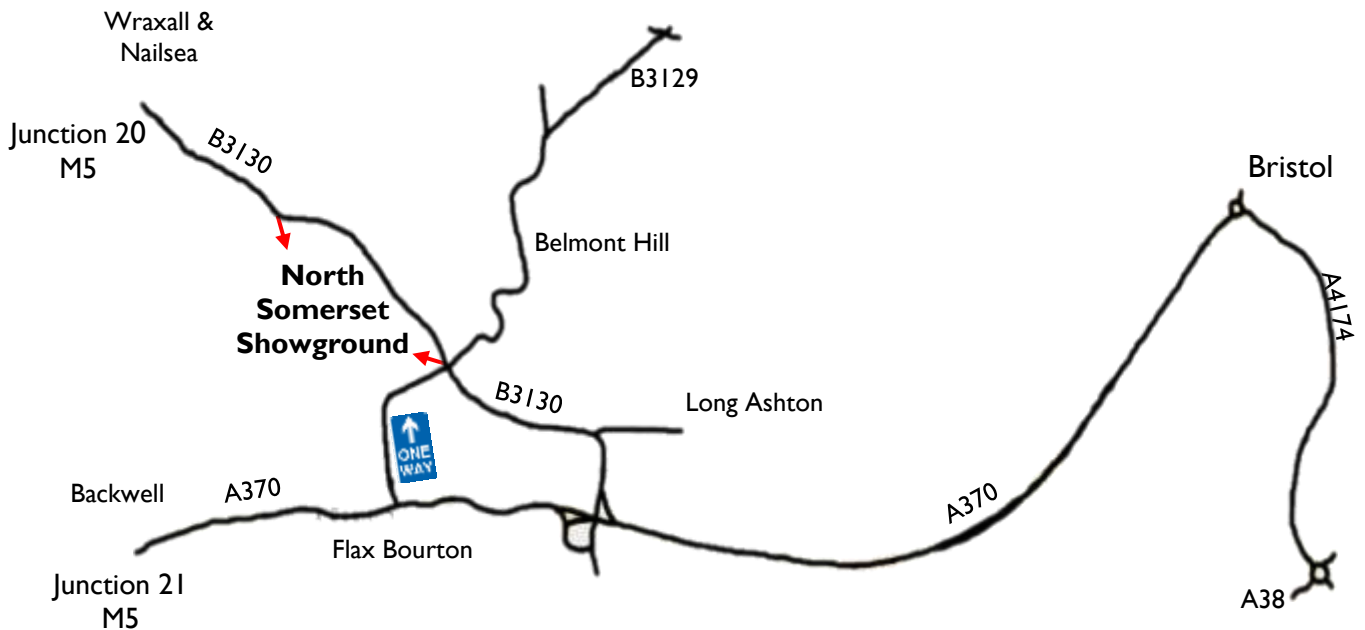 Wraxall &
Nailsea
B3129
Junction 20
M5
B3130
Bristol
Belmont Hill
North
Somerset
Showground
A4174
B3130
Long Ashton
ONE
WAY
Backwell
A370
A370
Flax Bourton
Junction 21
M5
A38